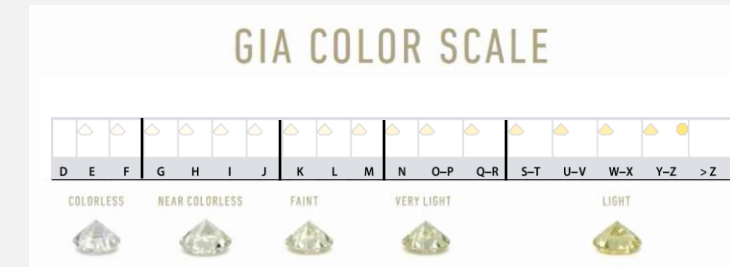 GIA COLOR SCALE
D E F G H I J K L M N O–P Q–R S–T U–V W–X Y–Z > Z
COLORLESS NEAR COLORLESS FAINT VERY LIGHT LIGHT